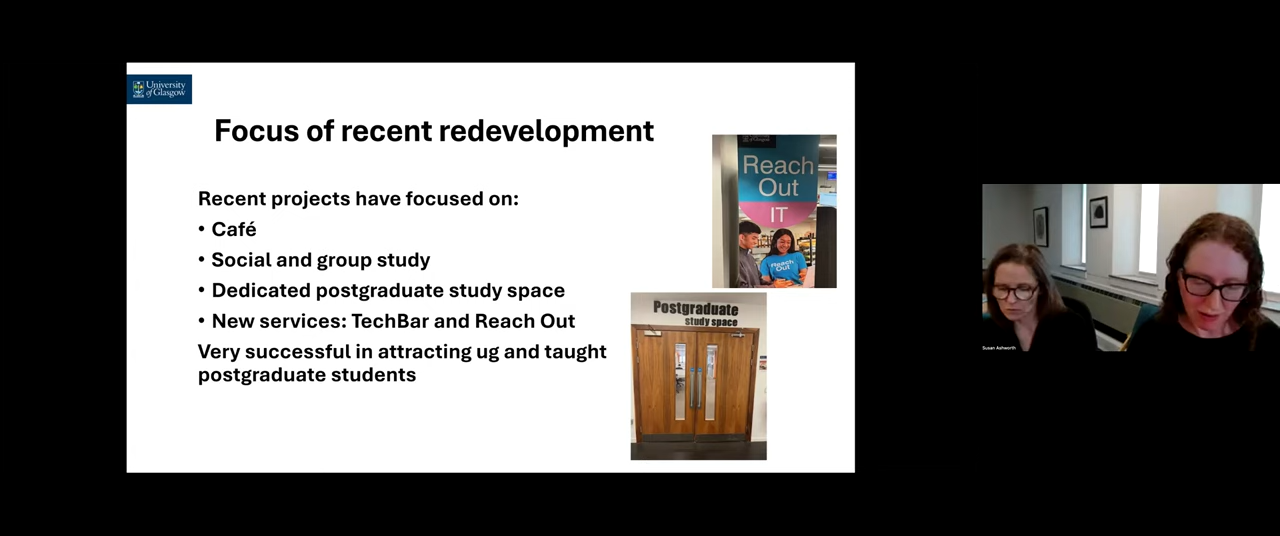 University
of Glasgow
Focus of recent redevelopment
Recent projects have focused on:
• Café
• Social and group study
• Dedicated postgraduate study space
• New services: TechBar and Reach Out
Very successful in attracting ug and taught
postgraduate students
Reach
Out
IT
Reach
Out
Postgraduate
study space
Susan Ashworth